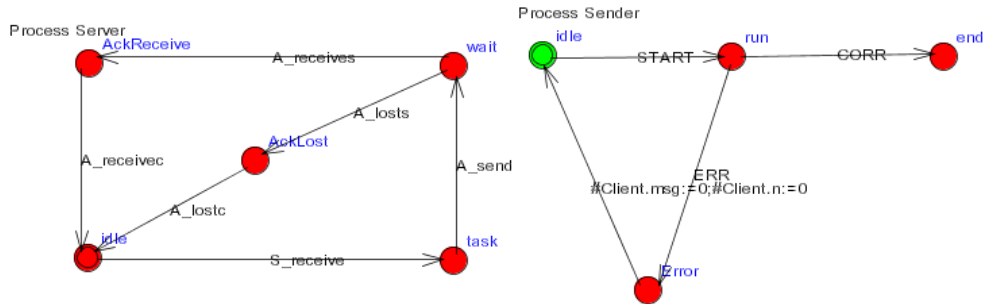 Process Server
AckReceive
wait
A_receives
A_losts
AckLost
A_receivec
A_send
A_lostc
idle
S_receive
task
Process Sender
idle
run
end
START
CORR
ERR
#Client.msg:=0;#Client.n:=0
Error